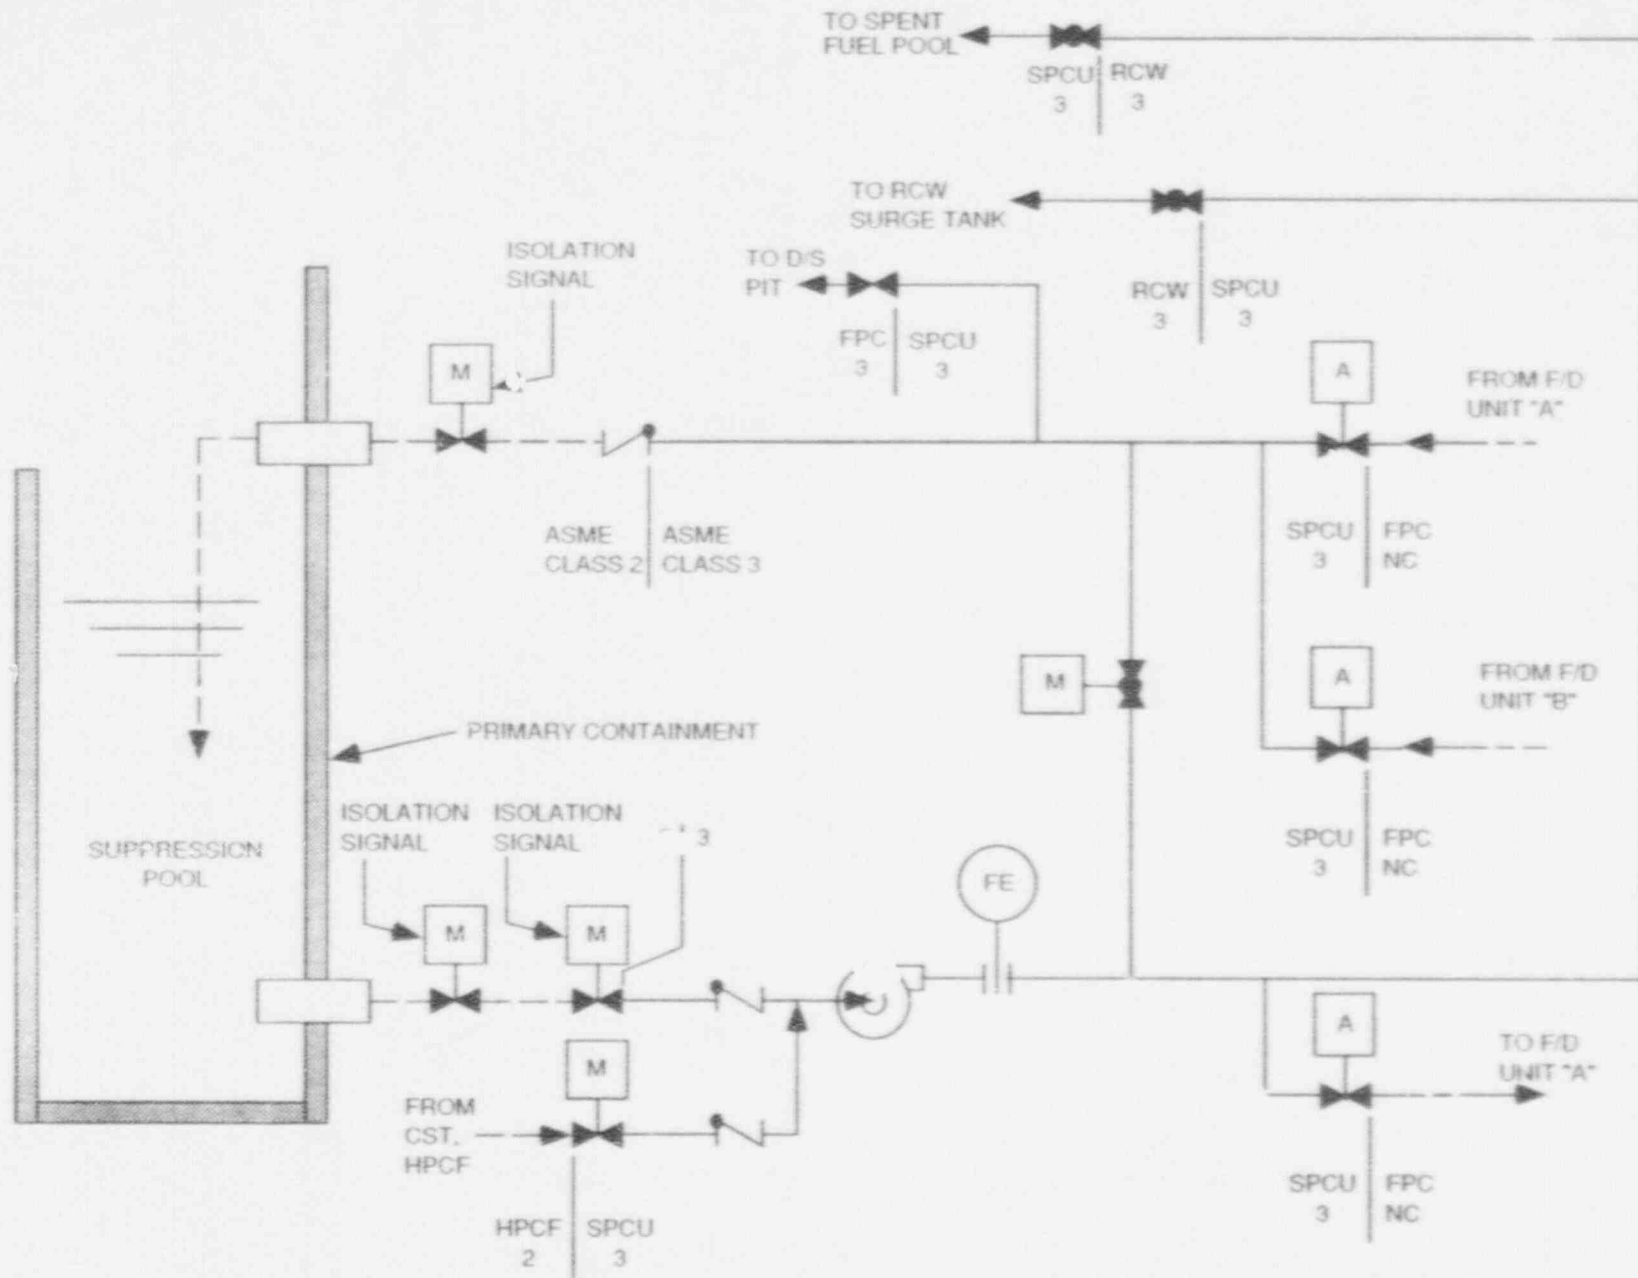 TO SPENT
FUEL POOL
SPCU RCW
3 3
TO RCW
SURGE TANK
ISOLATION
SIGNAL
TO D/S
PIT
RCW SPCU
3 3
FPC SPCU
3 3
M
A
FROM F/D
UNIT "A"
ASME ASME
CLASS 2 CLASS 3
SPCU FPC
3 NC
M
A
FROM F/D
UNIT "B"
PRIMARY CONTAINMENT
ISOLATION
SIGNAL
ISOLATION
SIGNAL
3
SUPPRESSION
POOL
SPCU FPC
3 NC
FE
M
M
A
TO F/D
UNIT "A"
M
FROM
CST,
HPCF
SPCU FPC
3 NC
HPCF SPCU
2 3